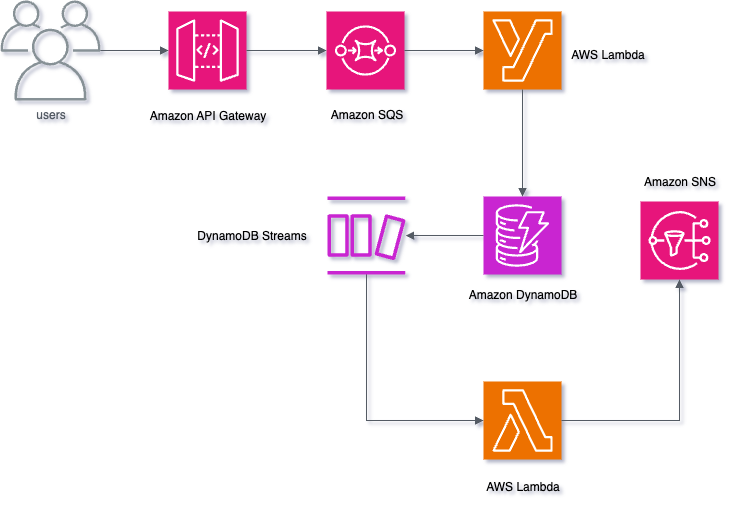 AWS Lambda
users
Amazon API Gateway
Amazon SQS
Amazon SNS
DynamoDB Streams
Amazon DynamoDB
AWS Lambda